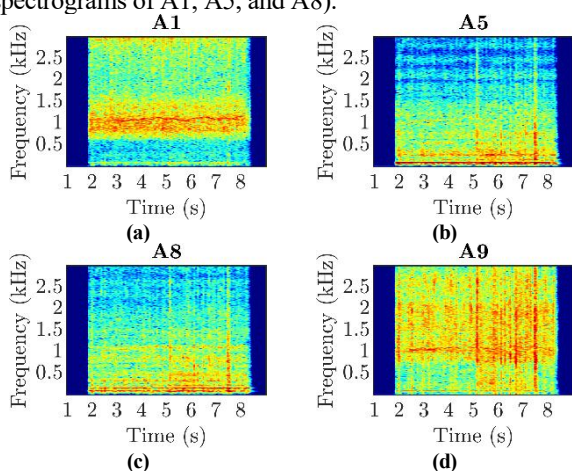 spectrograms of A1, A5, and A8).
A1 A5
Frequency (kHz) 2.5 2 1.5 1 0.5
1 2 3 4 5 6 7 8
Time (s)
(a)
Frequency (kHz) 2.5 2 1.5 1 0.5
1 2 3 4 5 6 7 8
Time (s)
(b)
A8 A9
Frequency (kHz) 2.5 2 1.5 1 0.5
1 2 3 4 5 6 7 8
Time (s)
(c)
Frequency (kHz) 2.5 2 1.5 1 0.5
1 2 3 4 5 6 7 8
Time (s)
(d)